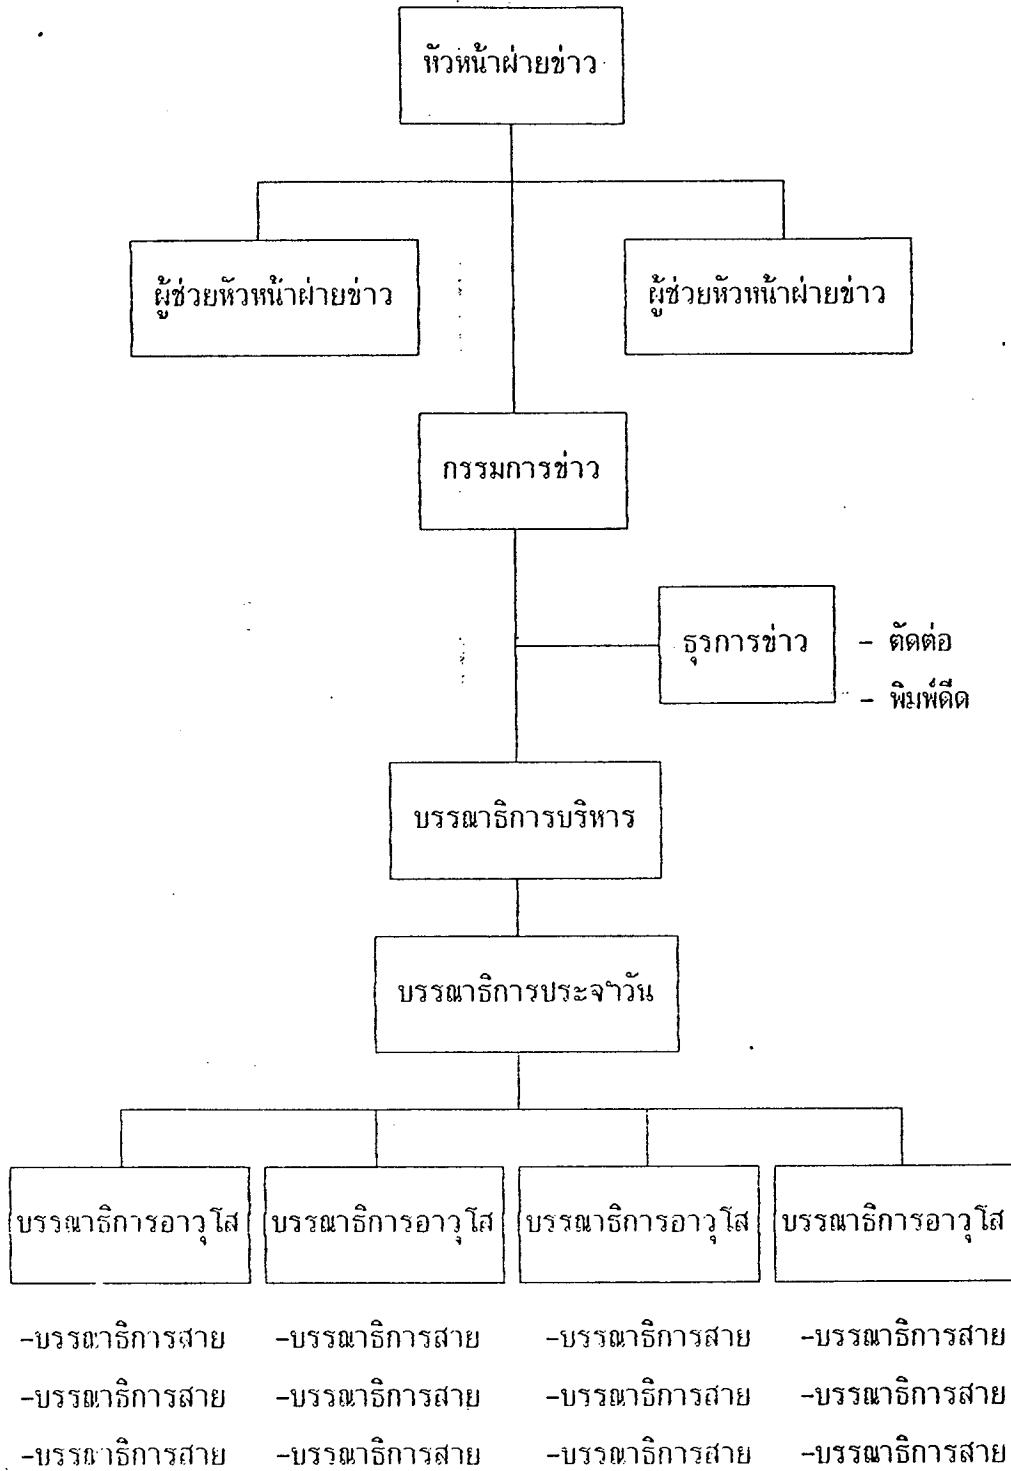 หัวหน้าฝ่ายข่าว
ผู้ช่วยหัวหน้าฝ่ายข่าว
ผู้ช่วยหัวหน้าฝ่ายข่าว
กรรมการข่าว
ธุรการข่าว
- ตัดต่อ
- พิมพ์ดีด
บรรณาธิการบริหาร
บรรณาธิการประจำวัน
บรรณาธิการอาวุโส บรรณาธิการอาวุโส บรรณาธิการอาวุโส บรรณาธิการอาวุโส
-บรรณาธิการสาย -บรรณาธิการสาย -บรรณาธิการสาย -บรรณาธิการสาย
-บรรณาธิการสาย -บรรณาธิการสาย -บรรณาธิการสาย -บรรณาธิการสาย
-บรรณาธิการสาย -บรรณาธิการสาย -บรรณาธิการสาย -บรรณาธิการสาย